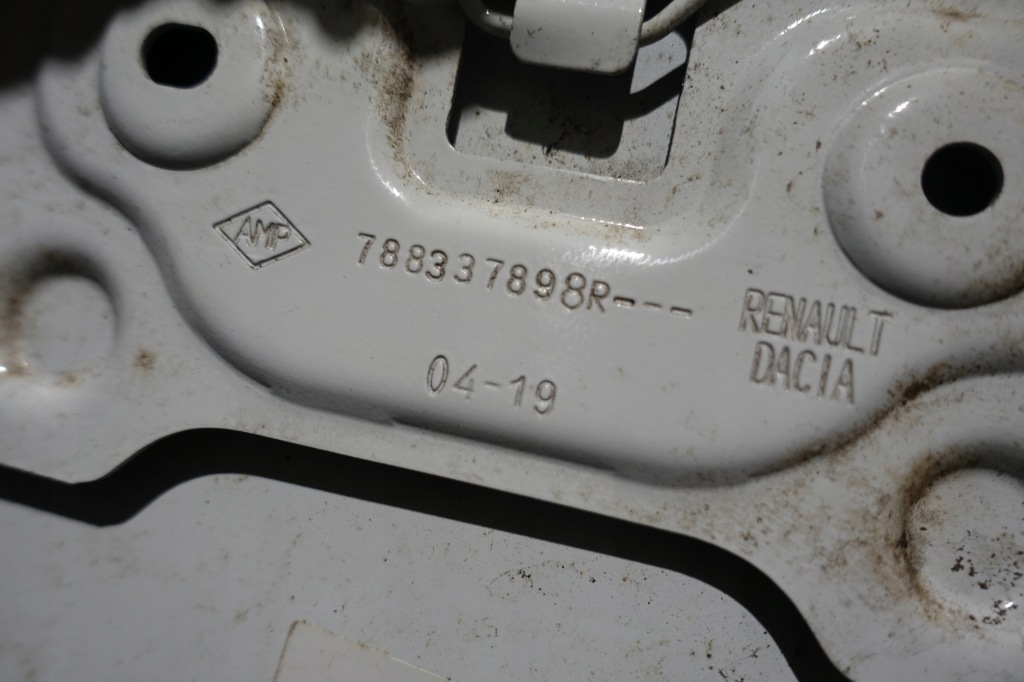 AMP
788337898R---
RENAULT
DACIA
04-19